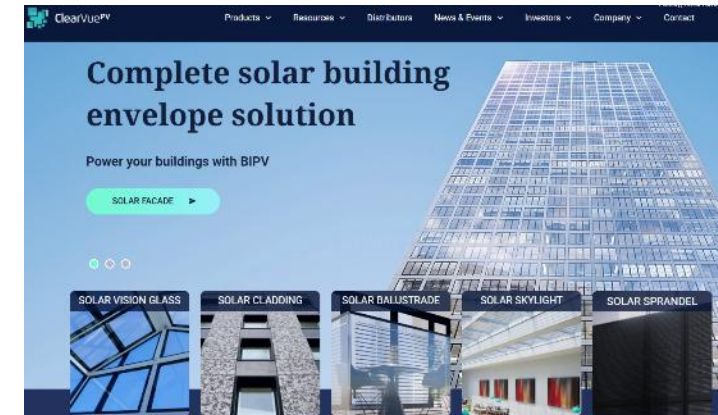 ClearVuePV
Products
Resources
Distributors
News & Events
Investors
Company
Contact
Complete solar building
envelope solution
Power your buildings with BIPV
SOLAR FACADE
SOLAR VISION GLASS
SOLAR CLADDING
SOLAR BALUSTRADE
SOLAR SKYLIGHT
SOLAR SPRANDEL